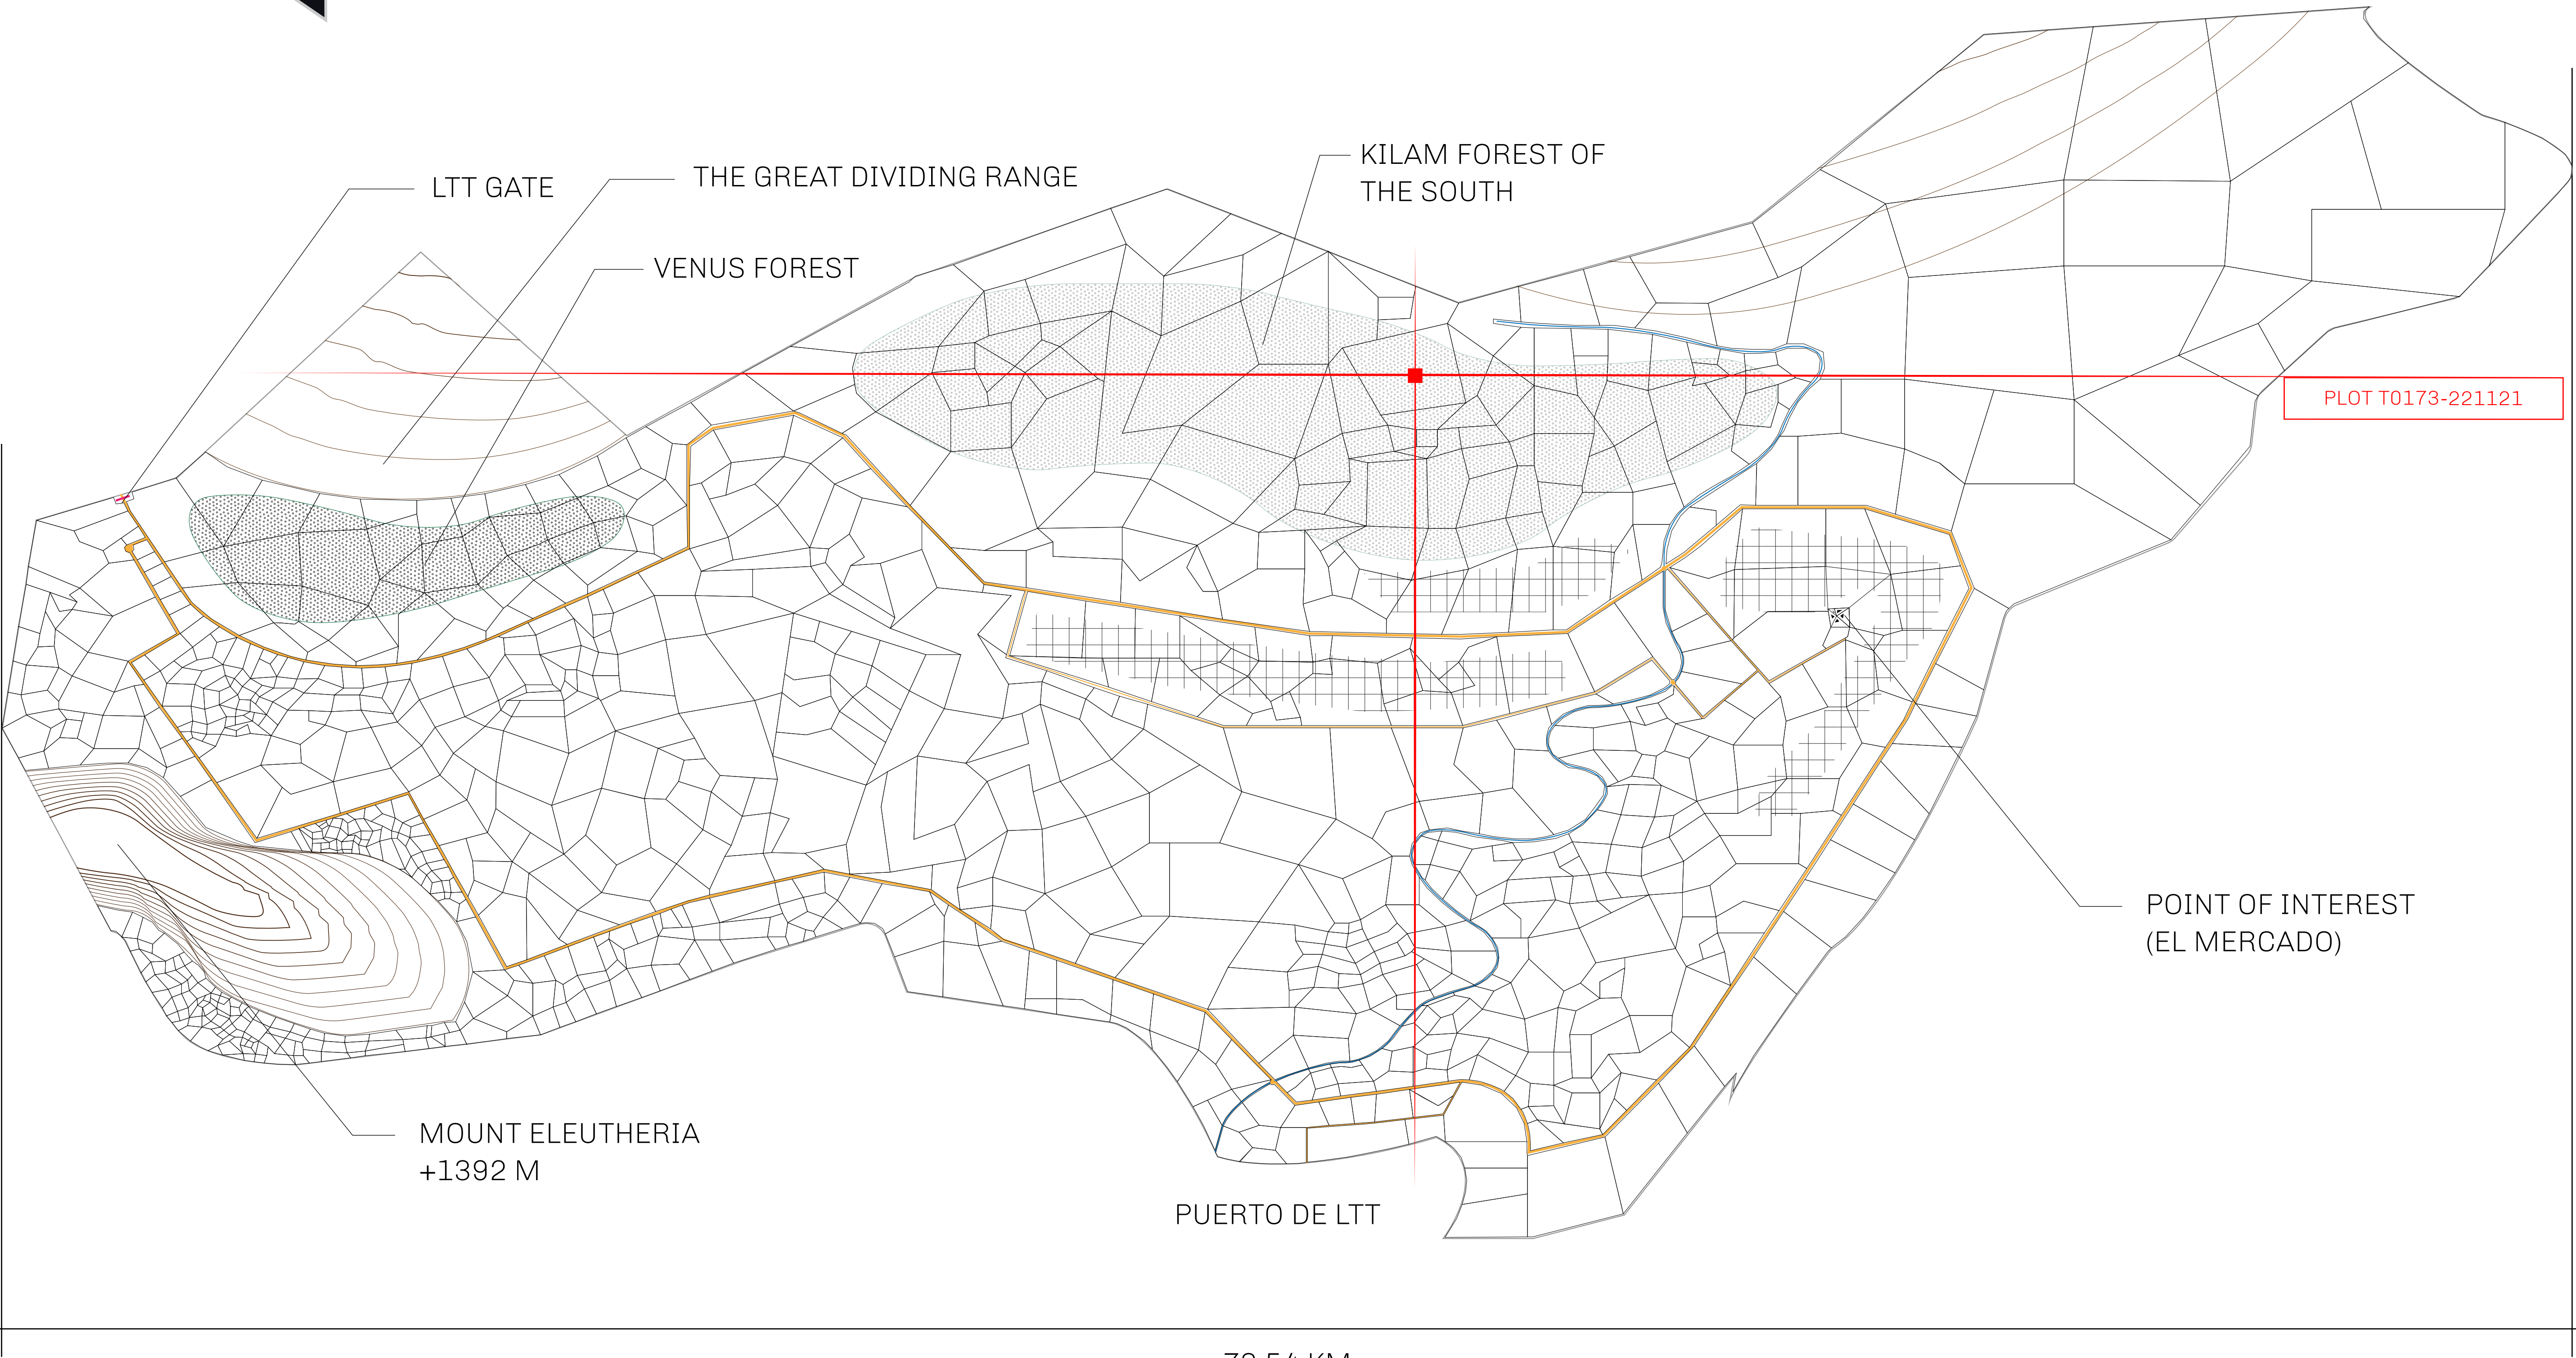 KILAM FOREST OF
THE SOUTH
THE GREAT DIVIDING RANGE
LTT GATE
VENUS FOREST
PLOT T0173-221121
POINT OF INTEREST
(EL MERCADO)
MOUNT ELEUTHERIA
+1392 M
PUERTO DE LTT
KM